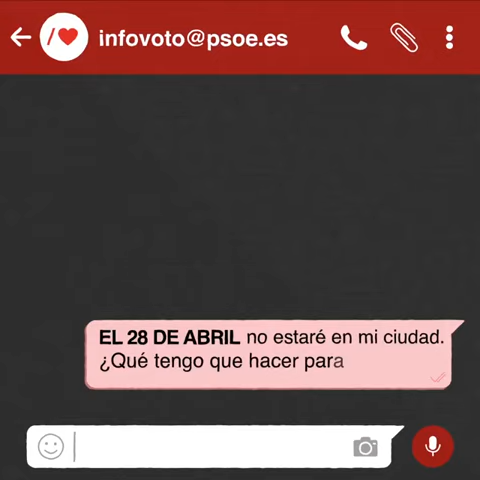 infovoto@psoe.es
EL 28 DE ABRIL no estaré en mi ciudad.
¿Qué tengo que hacer para